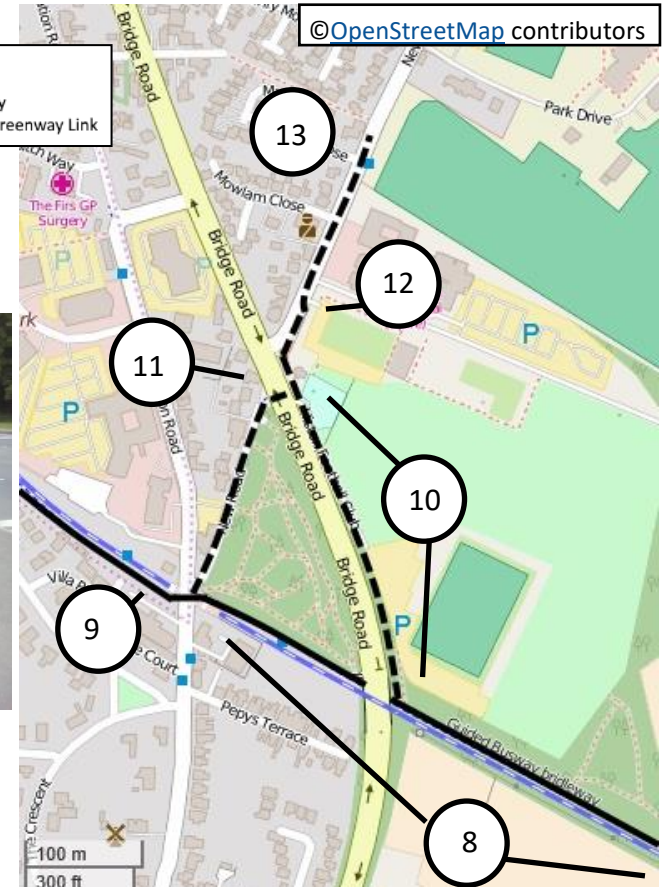 ©OpenStreetMap contributors
Bridge Road
Park Drive
reenway Link
13
Mowlam Close
The Firs GP
Surgery
P
12
Bridge Road
P
11
P
Bridge Road
10
Bridge Road
P
9
Pepys Terrace
Guided Busway bridleway
8
100 m
300 ft